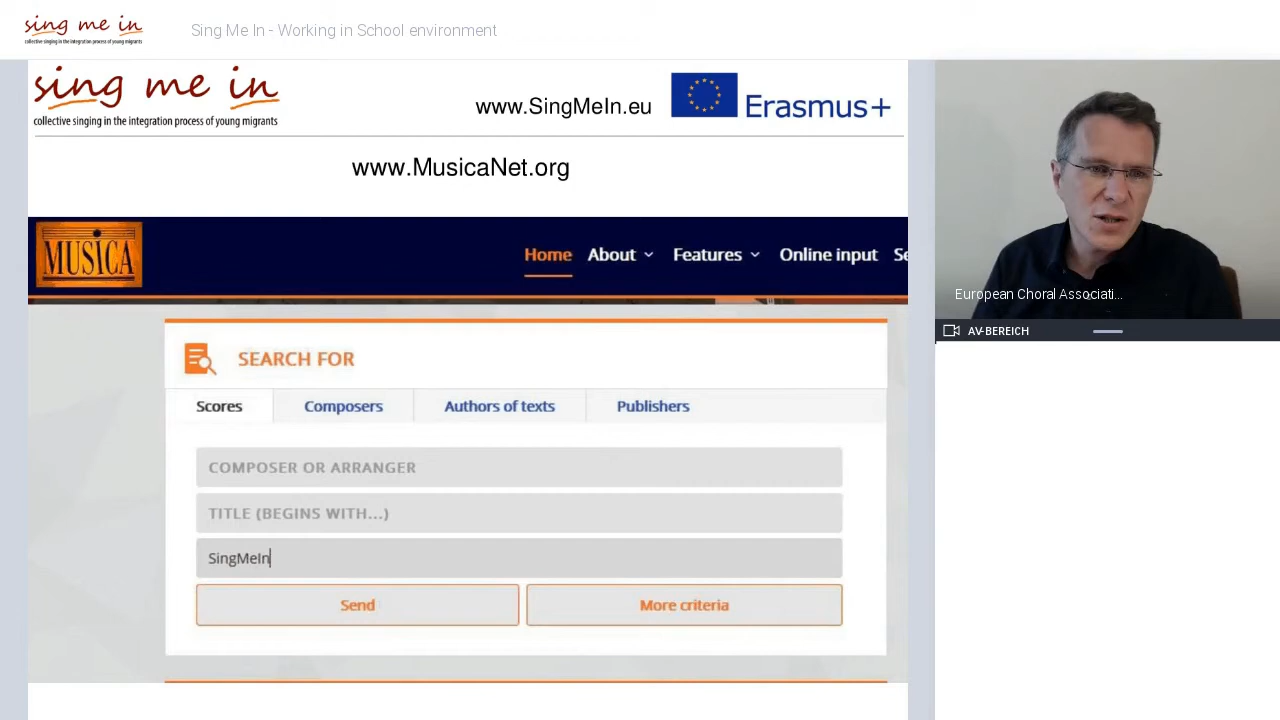 sing me in
collective singing in the integration process of young migrants
Sing Me In - Working in School environment
sing me in
collective singing in the integration process of young migrants
www.SingMeIn.eu
Erasmus+
www.MusicaNet.org
MUSICA
Home
About
Features
Online input
Se
SEARCH FOR
Scores
Composers
Authors of texts
Publishers
COMPOSER OR ARRANGER
TITLE (BEGINS WITH...)
SingMeIn
Send
More criteria
European Choral Associati...
AV-BEREICH